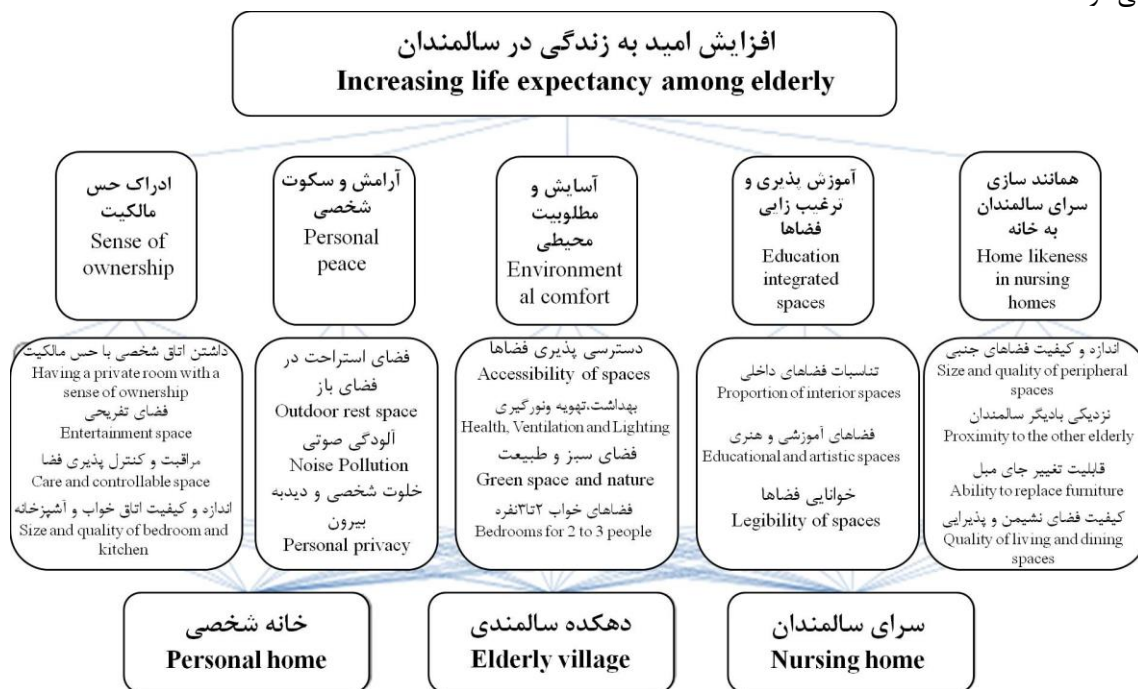 افزایش امید به زندگی در سالمندان
Increasing life expectancy among elderly
ادراک حس
مالکیت
Sense of
ownership
آرامش و سکوت
شخصی
Personal
peace
آسایش و
مطلوبیت
محیطی
Environment
al comfort
آموزش پذیری و
ترغیب زایی
فضاها
Education
integrated
spaces
همانند سازی
سرای سالمندان
به خانه
Home likeness
in nursing
homes
داشتن اتاق شخصی با حس مالکیت
Having a private room with a
sense of ownership
فضای تفریحی
Entertainment space
مراقبت و کنترل پذیری فضا
Care and controllable space
اندازه و کیفیت اتاق خواب و آشپزخانه
Size and quality of bedroom and
kitchen
فضای استراحت در
فضای باز
Outdoor rest space
آلودگی صوتی
Noise Pollution
خلوت شخصی و دیدبه
بیرون
Personal privacy
دسترسی پذیری فضاها
Accessibility of spaces
بهداشت،تهویه ونورگیری
Health, Ventilation and Lighting
فضای سبز و طبیعت
Green space and nature
فضاهای خواب ۲تا۳نفره
Bedrooms for 2 to 3 people
تناسبات فضاهای داخلی
Proportion of interior spaces
فضاهای آموزشی و هنری
Educational and artistic spaces
خوانایی فضاها
Legibility of spaces
اندازه و کیفیت فضاهای جنبی
Size and quality of peripheral
spaces
نزدیکی بادیگر سالمندان
Proximity to the other elderly
قابلیت تغییر جای مبل
Ability to replace furniture
کیفیت فضای نشیمن و پذیرایی
Quality of living and dining
spaces
خانه شخصی
Personal home
دهکده سالمندی
Elderly village
سرای سالمندان
Nursing home